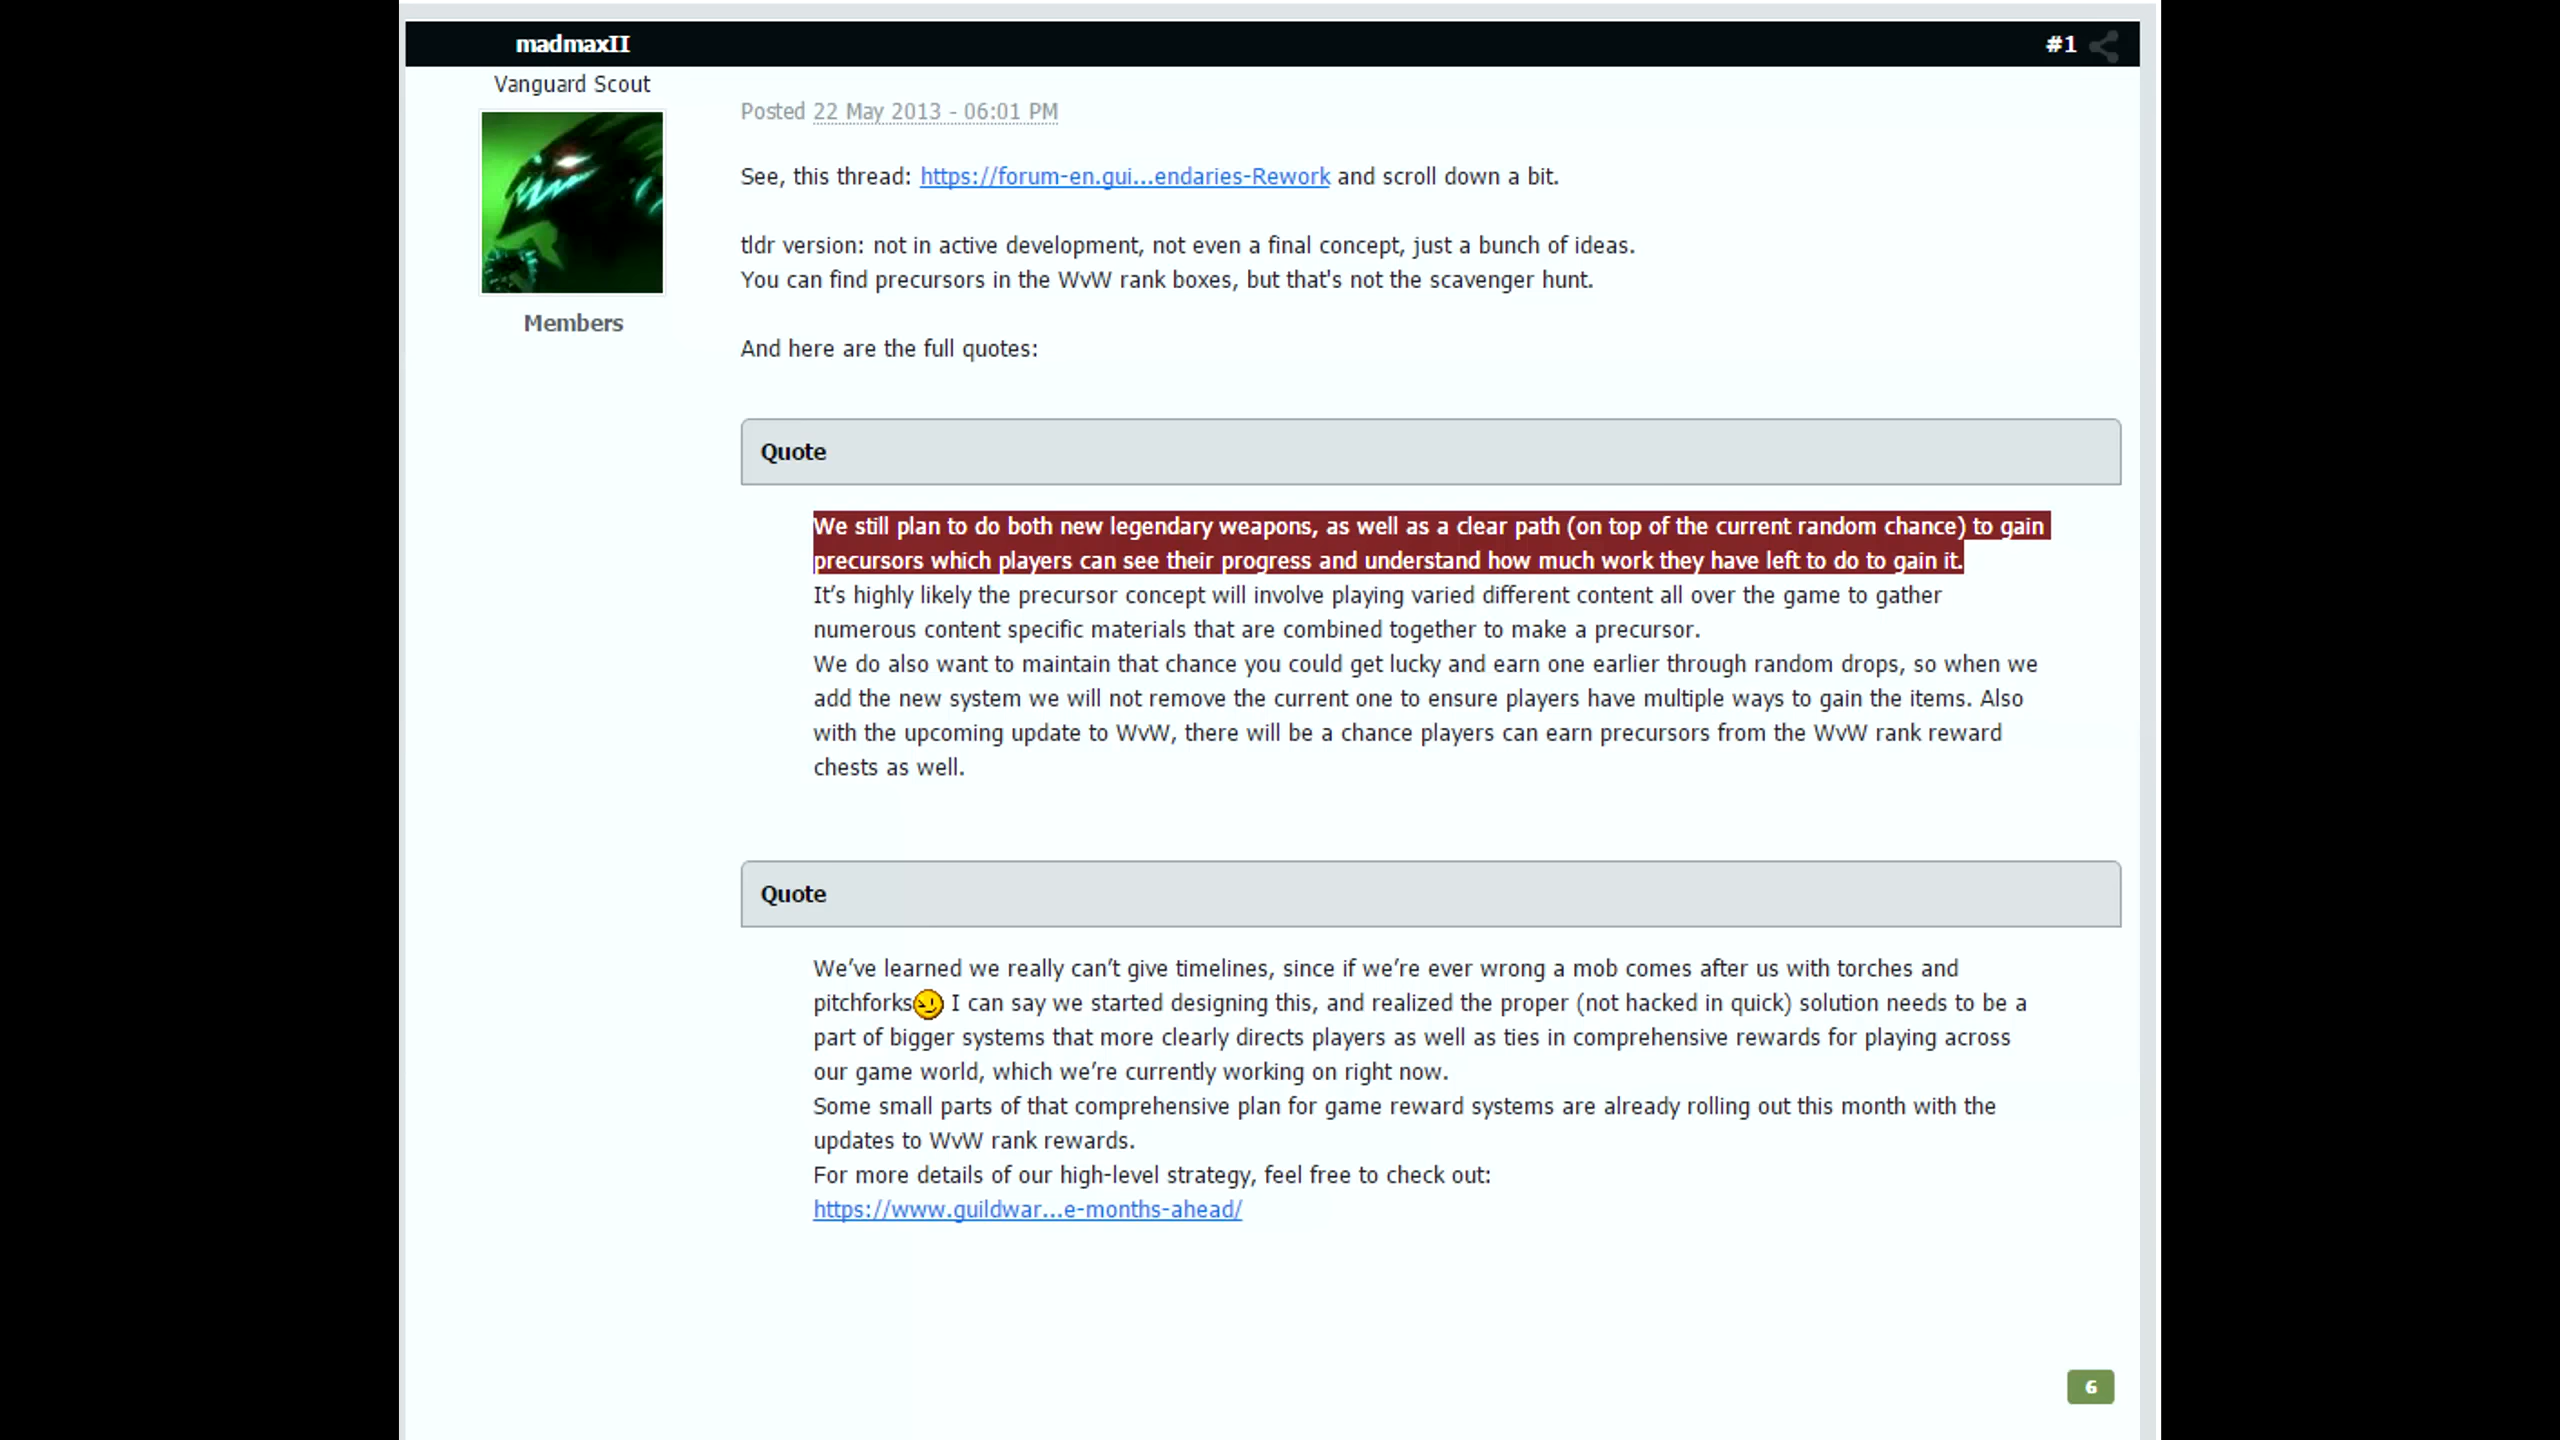 madmaxII
#1
Vanguard Scout
Posted 22 May 2013 - 06:01 PM
Members
See, this thread: https://forum-en.gui...endaries-Rework and scroll down a bit.
tldr version: not in active development, not even a final concept, just a bunch of ideas.
You can find precursors in the WvW rank boxes, but that's not the scavenger hunt.
And here are the full quotes:
Quote
We still plan to do both new legendary weapons, as well as a clear path (on top of the current random chance) to gain
precursors which players can see their progress and understand how much work they have left to do to gain it.
It’s highly likely the precursor concept will involve playing varied different content all over the game to gather
numerous content specific materials that are combined together to make a precursor.
We do also want to maintain that chance you could get lucky and earn one earlier through random drops, so when we
add the new system we will not remove the current one to ensure players have multiple ways to gain the items. Also
with the upcoming update to WvW, there will be a chance players can earn precursors from the WvW rank reward
chests as well.
Quote
We’ve learned we really can’t give timelines, since if we’re ever wrong a mob comes after us with torches and
pitchforks I can say we started designing this, and realized the proper (not hacked in quick) solution needs to be a
part of bigger systems that more clearly directs players as well as ties in comprehensive rewards for playing across
our game world, which we’re currently working on right now.
Some small parts of that comprehensive plan for game reward systems are already rolling out this month with the
updates to WvW rank rewards.
For more details of our high-level strategy, feel free to check out:
https://www.guildwar...e-months-ahead/
6